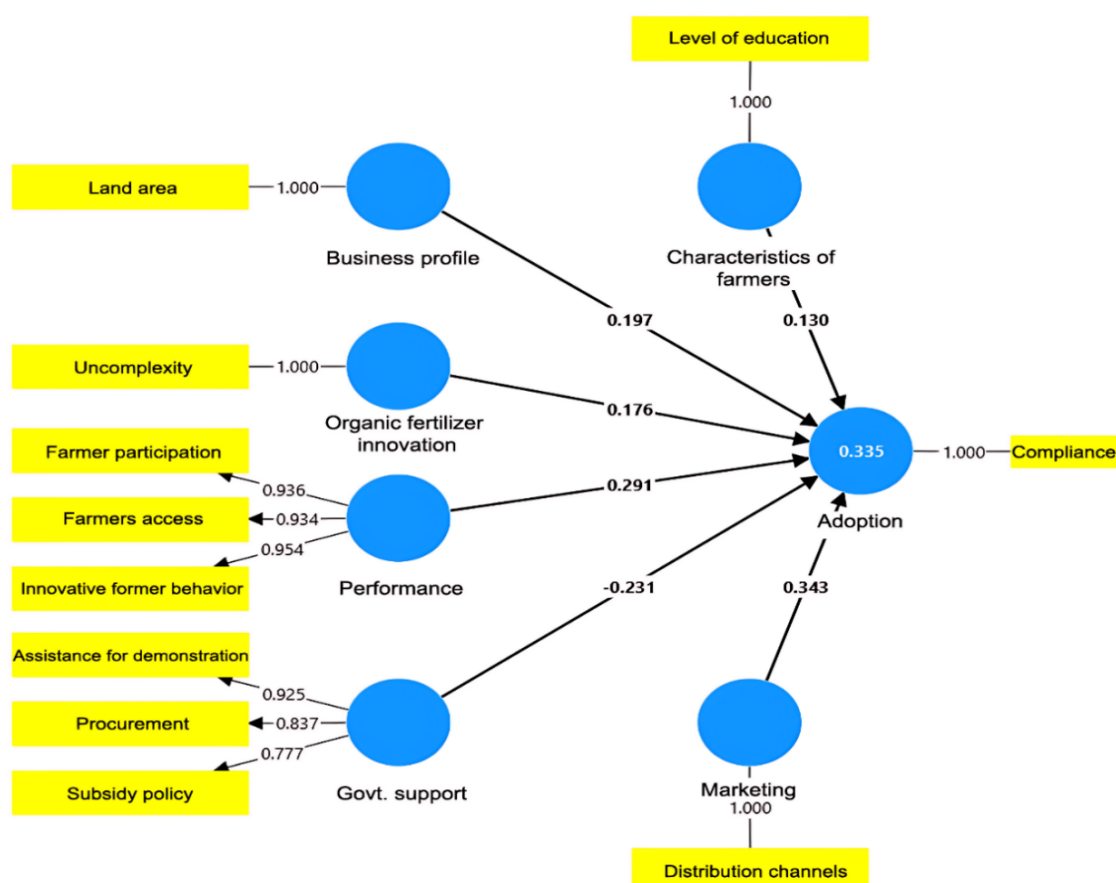 Level of education
1.000
Land area
1.000
Business profile
Characteristics of
farmers
0.197
0.130
Uncomplexity
1.000
Organic fertilizer
innovation
0.176
Farmer participation
0.936
0.335
1.000
Compliance
Farmers access
0.934
0.291
Adoption
Innovative former behavior
0.954
Performance
-0.231
0.343
Assistance for demonstration
0.925
Procurement
0.837
Subsidy policy
0.777
Govt. support
Marketing
1.000
Distribution channels